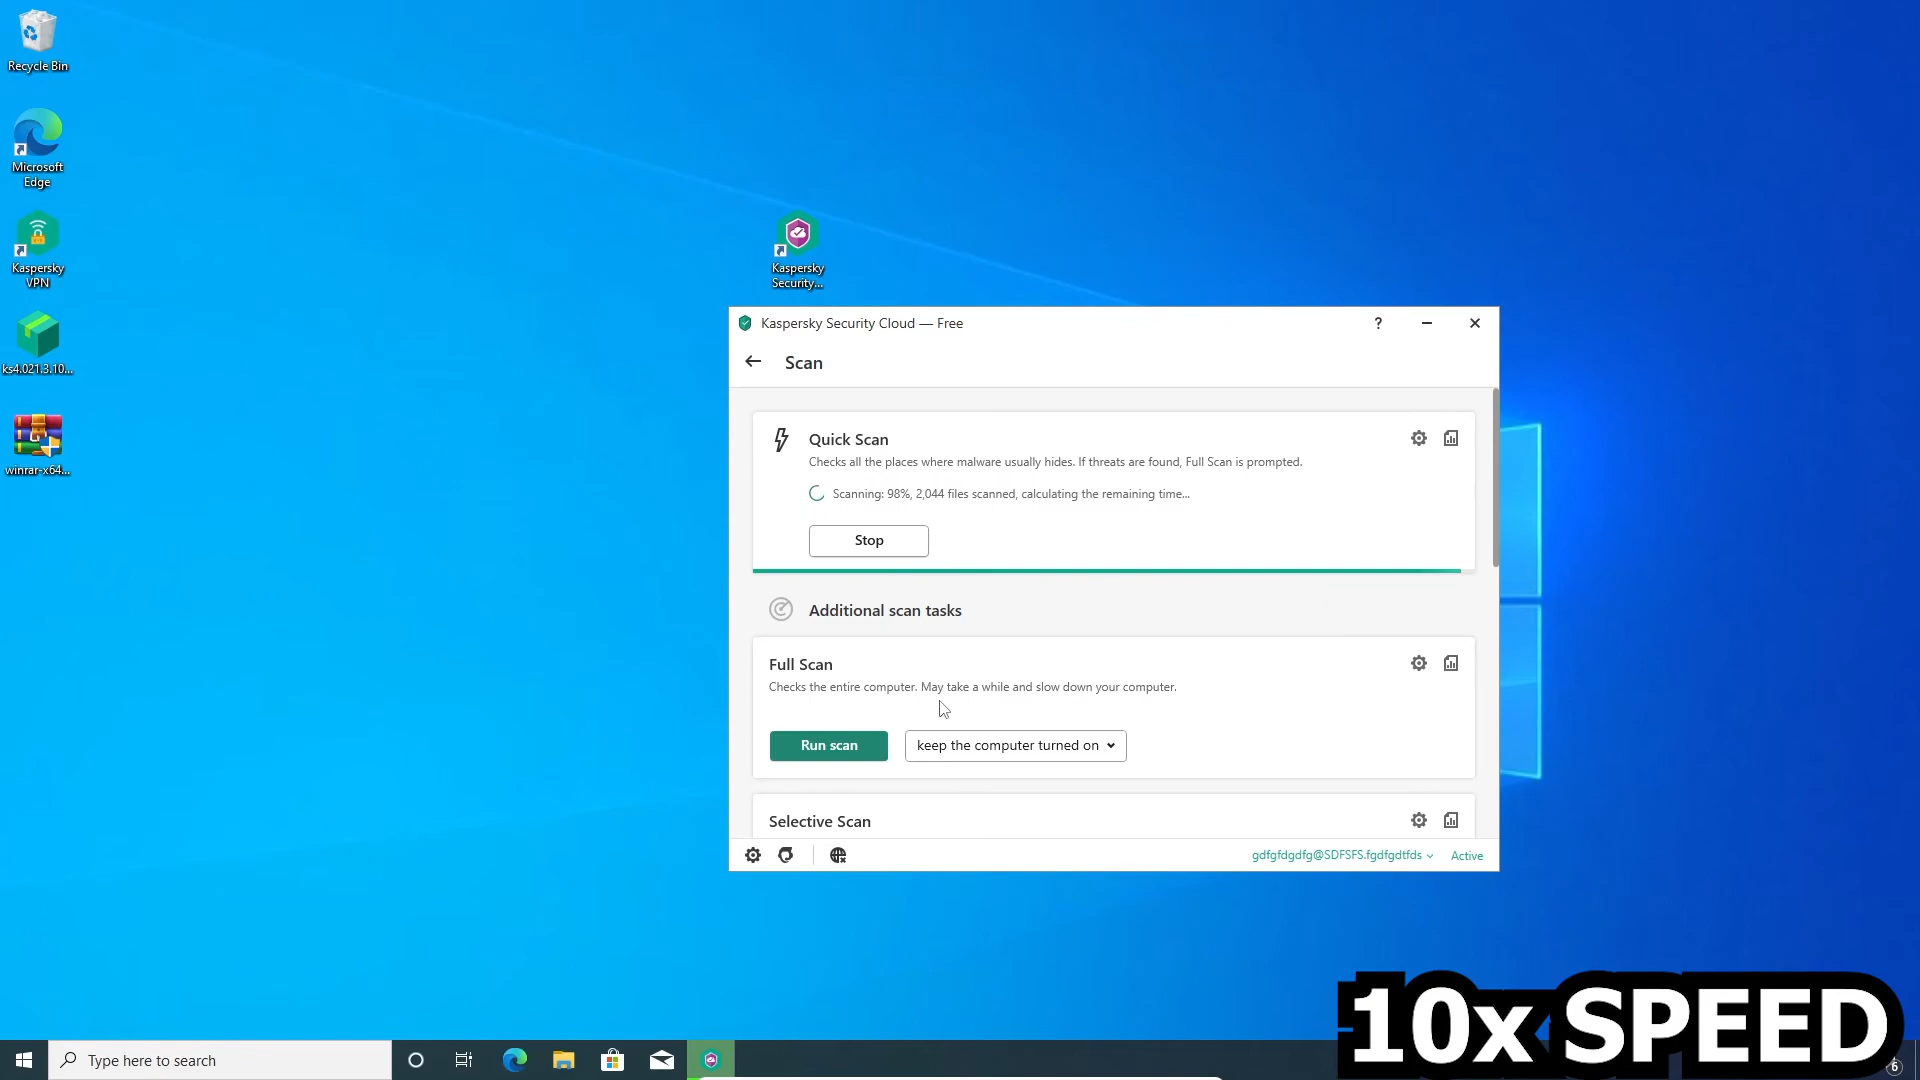 Recycle Bin
Microsoft
Edge
Kaspersky
VPN
ks4.021.3.10...
winrar-x64...
Kaspersky
Security...
Kaspersky Security Cloud — Free
?
Scan
Quick Scan
Checks all the places where malware usually hides. If threats are found, Full Scan is prompted.
Scanning: 98%, 2,044 files scanned, calculating the remaining time...
Stop
Additional scan tasks
Full Scan
Checks the entire computer. May take a while and slow down your computer.
Run scan
keep the computer turned on
Selective Scan
gdfgfdgdfg@SDFSFS.fgdfgdtfds
Active
10x SPEED
Type here to search
6